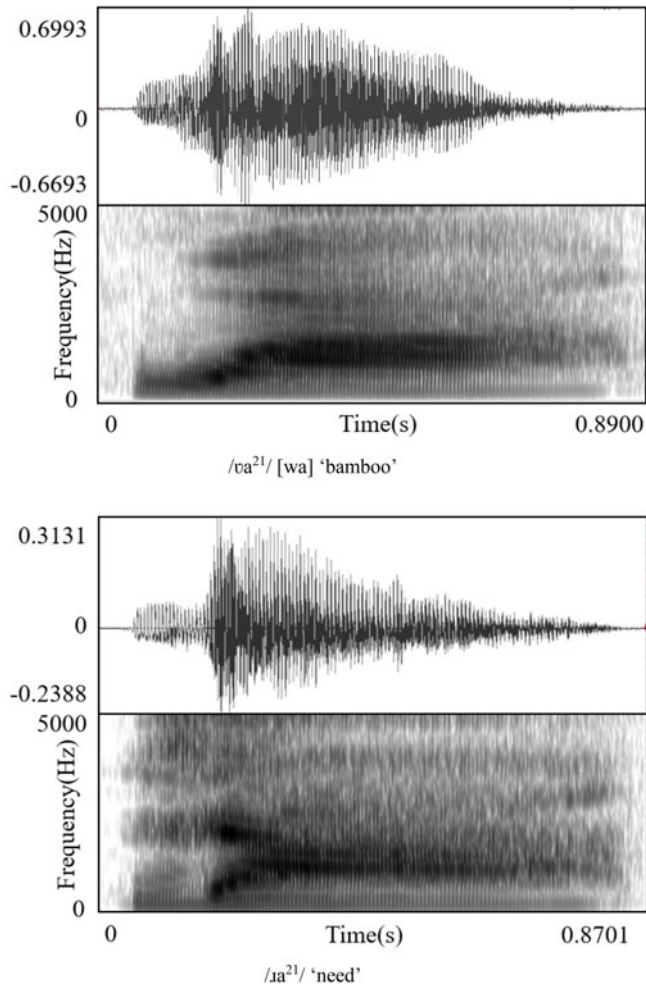 0.6993
0
-0.6693
5000
Frequency(Hz)
0
0 Time(s) 0.8900
/ʋa²¹/ [wa] ‘bamboo’
0.3131
0
-0.2388
5000
Frequency(Hz)
0
0 Time(s) 0.8701
/ɹa²¹/ ‘need’